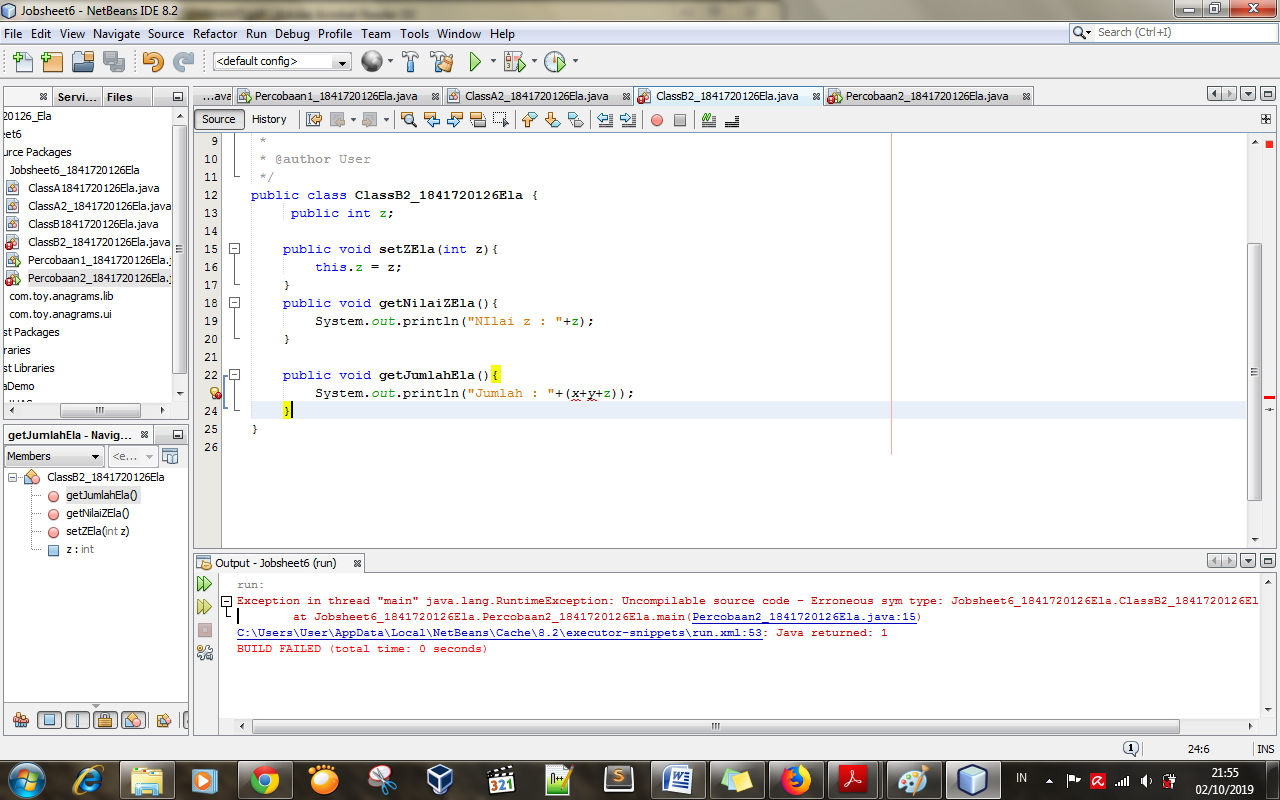 Jobsheet6 - NetBeans IDE 8.2
File Edit View Navigate Source Refactor Run Debug Profile Team Tools Window Help
Search (Ctrl+I)
<default config>
Servi... Files
...ava Percobaan1_1841720126Ela.java ClassA2_1841720126Ela.java ClassB2_1841720126Ela.java Percobaan2_1841720126Ela.java
Source History
20126_Ela
et6
urce Packages
Jobsheet6_1841720126Ela
ClassA1841720126Ela.java
ClassA2_1841720126Ela.java
ClassB1841720126Ela.java
ClassB2_1841720126Ela.java
Percobaan1_1841720126Ela.j
Percobaan2_1841720126Ela.j
com.toy.anagrams.lib
com.toy.anagrams.ui
st Packages
raries
st Libraries
aDemo
9 *
10 * @author User
11 */
12 public class ClassB2_1841720126Ela {
13 public int z;
14
15 public void setZEla(int z){
16 this.z = z;
17 }
18 public void getNilaiZEla(){
19 System.out.println("NIlai z : "+z);
20 }
21
22 public void getJumlahEla(){
System.out.println("Jumlah : "+(x+y+z));
24 }
25 }
26
getJumlahEla - Navig...
Members <e...
ClassB2_1841720126Ela
getJumlahEla()
getNilaiZEla()
setZEla(int z)
z : int
Output - Jobsheet6 (run)
run:
Exception in thread "main" java.lang.RuntimeException: Uncompilable source code - Erroneous sym type: Jobsheet6_1841720126Ela.ClassB2_1841720126El
at Jobsheet6_1841720126Ela.Percobaan2_1841720126Ela.main(Percobaan2_1841720126Ela.java:15)
C:\Users\User\AppData\Local\NetBeans\Cache\8.2\executor-snippets\run.xml:53: Java returned: 1
BUILD FAILED (total time: 0 seconds)
1 24:6 INS
321
IN
21:55
02/10/2019